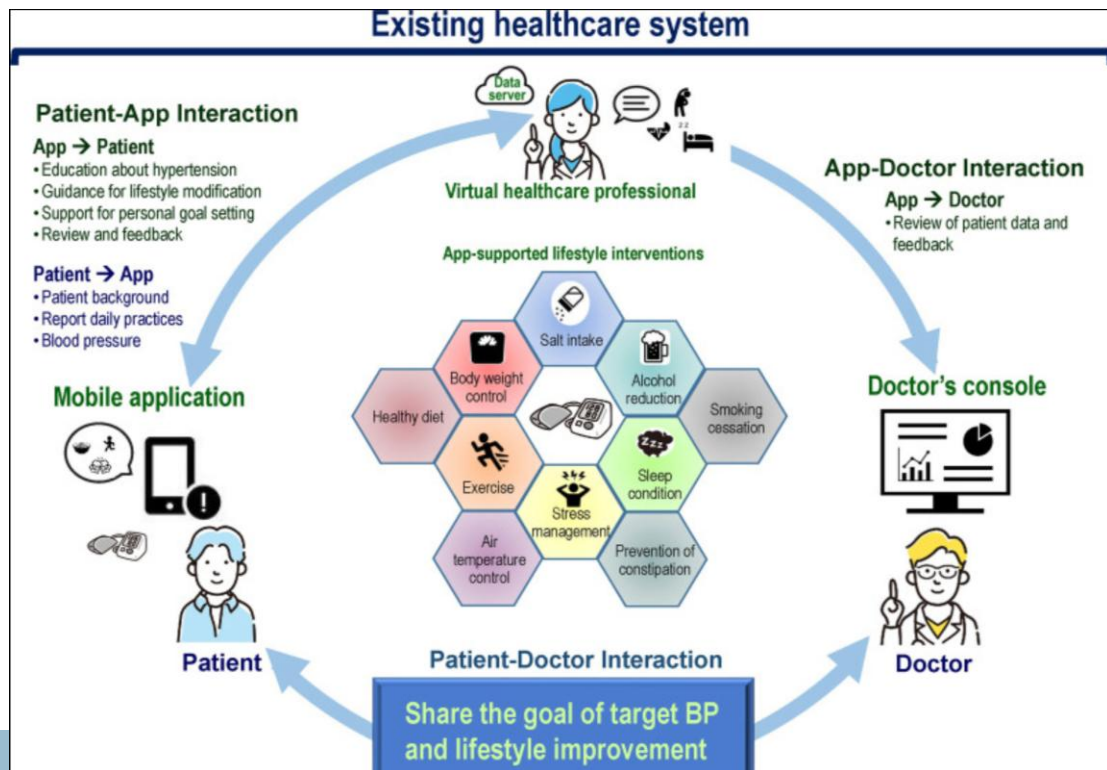 Existing healthcare system
Patient-App Interaction
App → Patient
• Education about hypertension
• Guidance for lifestyle modification
• Support for personal goal setting
• Review and feedback
Patient → App
• Patient background
• Report daily practices
• Blood pressure
Mobile application
Patient
Data
server
zz
Virtual healthcare professional
App-supported lifestyle interventions
Salt intake
Body weight
control
Alcohol
reduction
Healthy diet
Smoking
cessation
Exercise
Zzz
Sleep
condition
Stress
management
Air
temperature
control
Prevention of
constipation
App-Doctor Interaction
App → Doctor
• Review of patient data and
feedback
Doctor's console
Doctor
Patient-Doctor Interaction
Share the goal of target BP
and lifestyle improvement